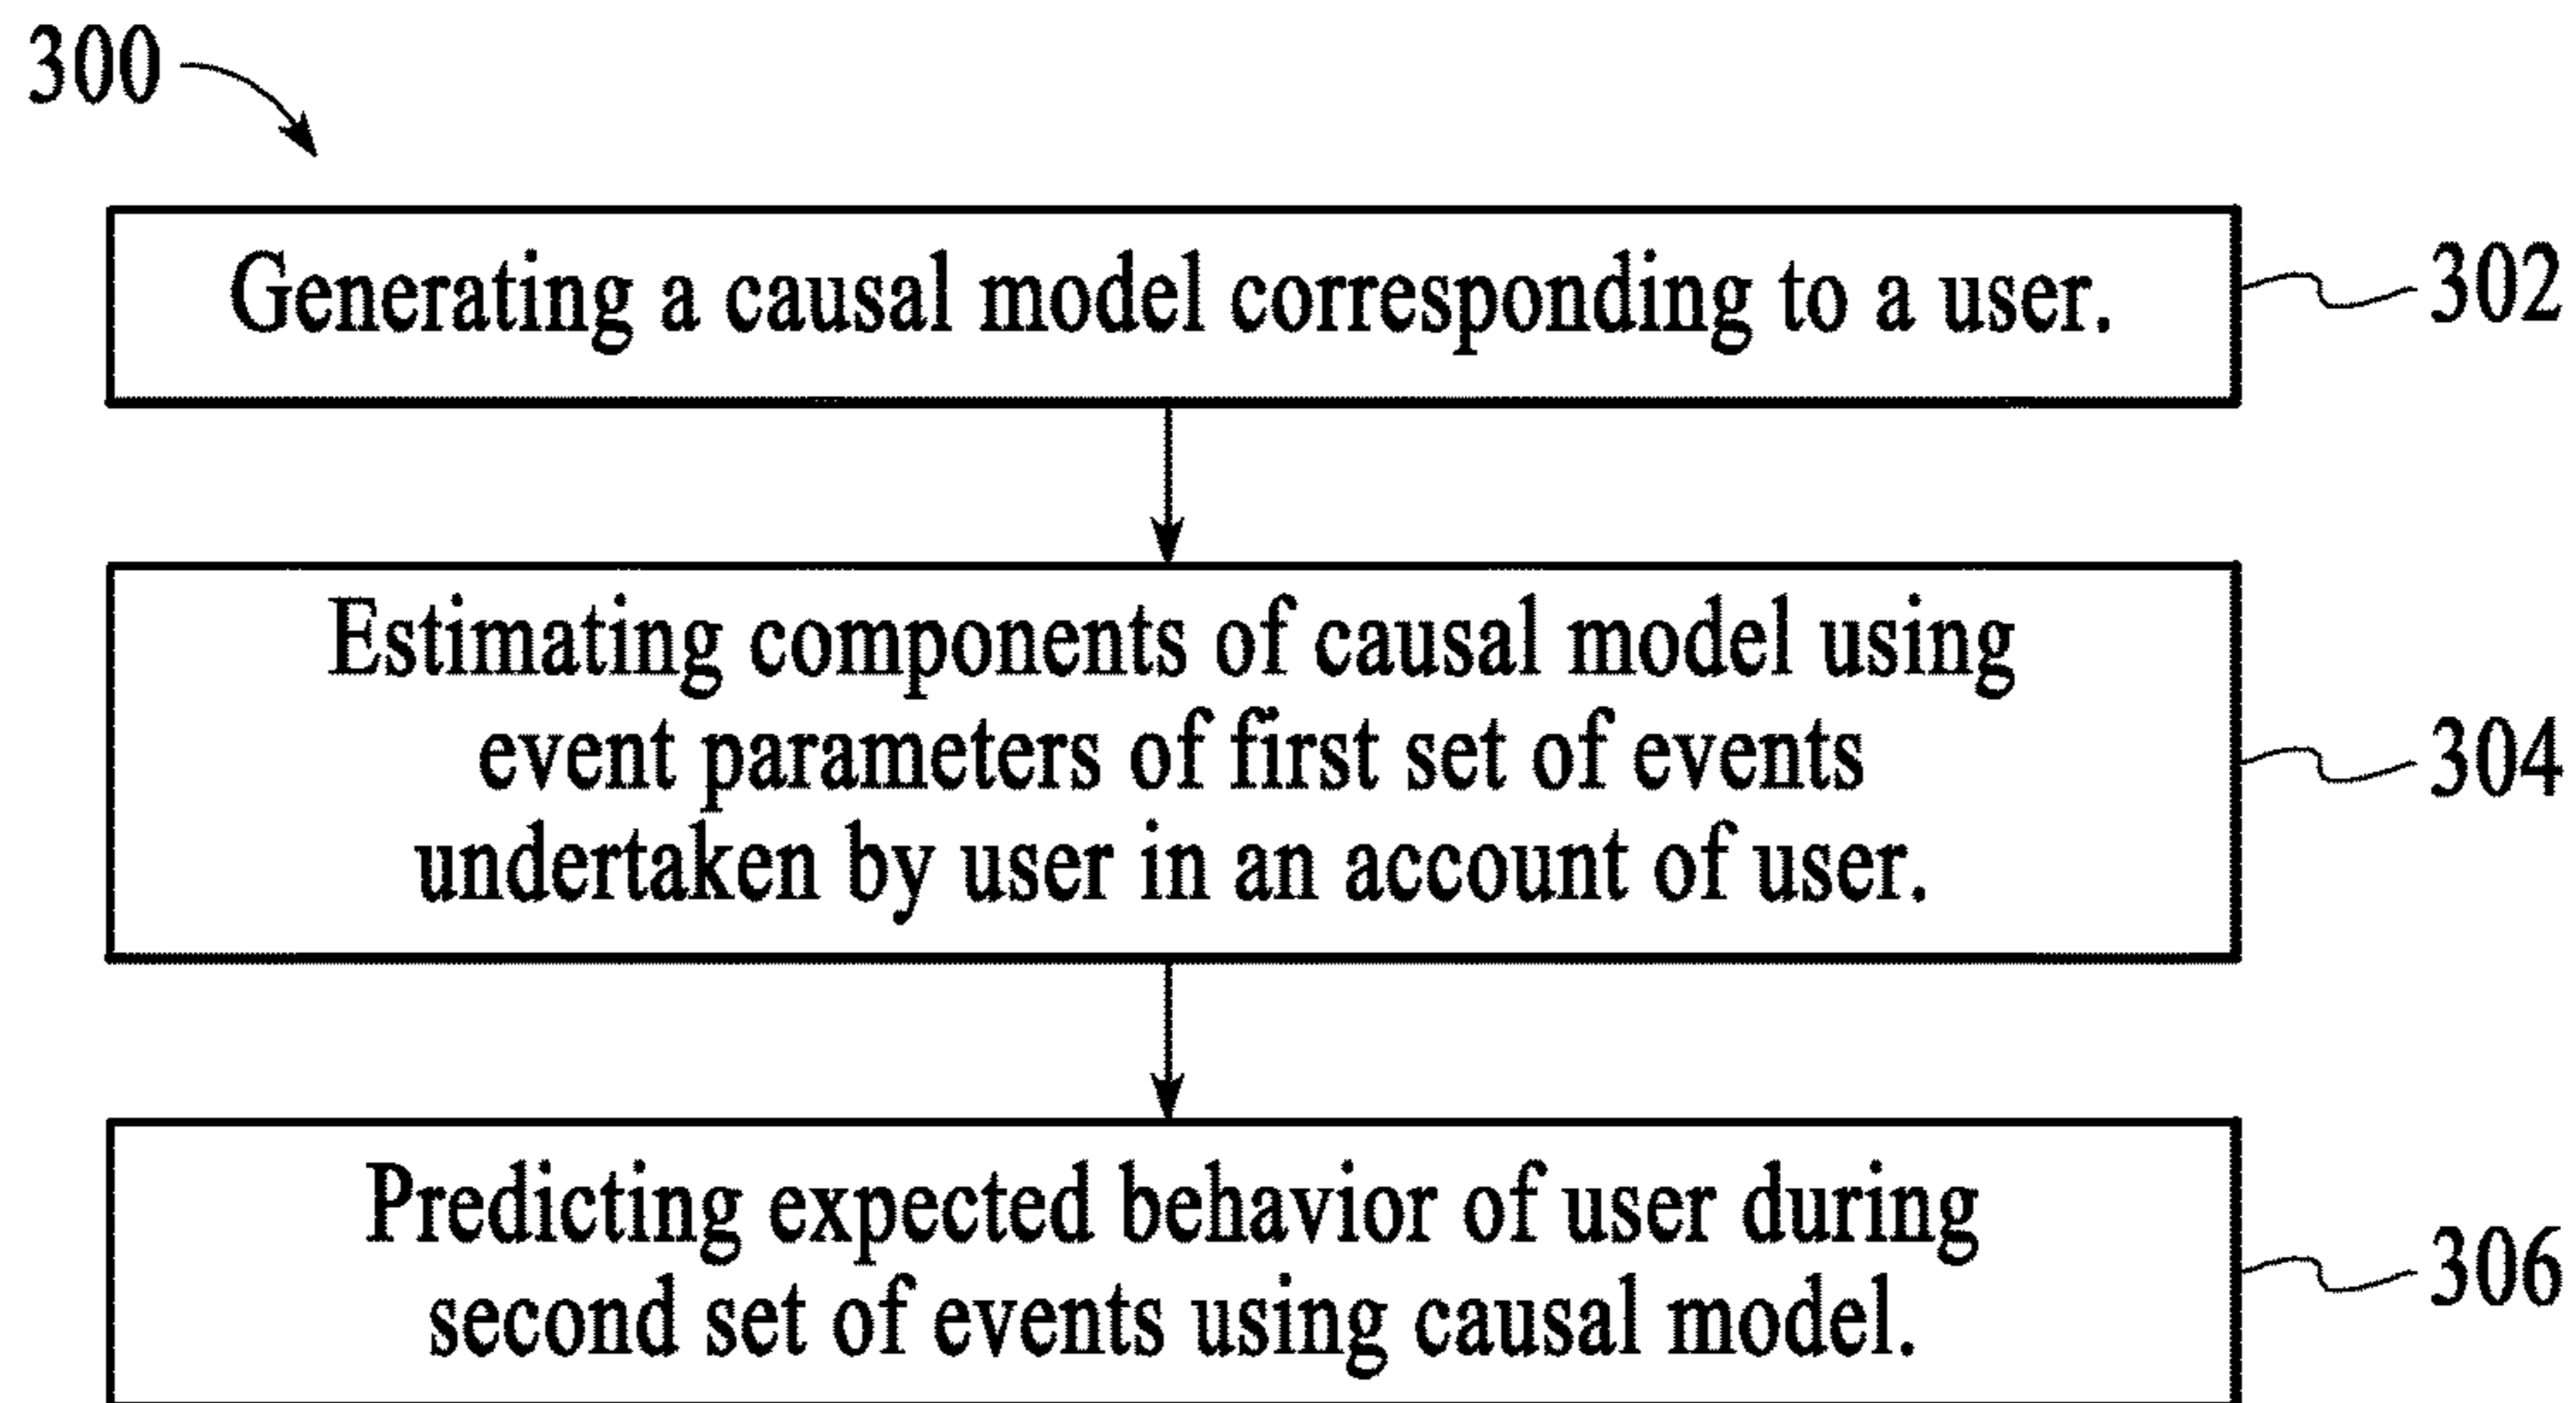 300
Generating a causal model corresponding to a user.
302
Estimating components of causal model using
event parameters of first set of events
undertaken by user in an account of user.
304
Predicting expected behavior of user during
second set of events using causal model.
306